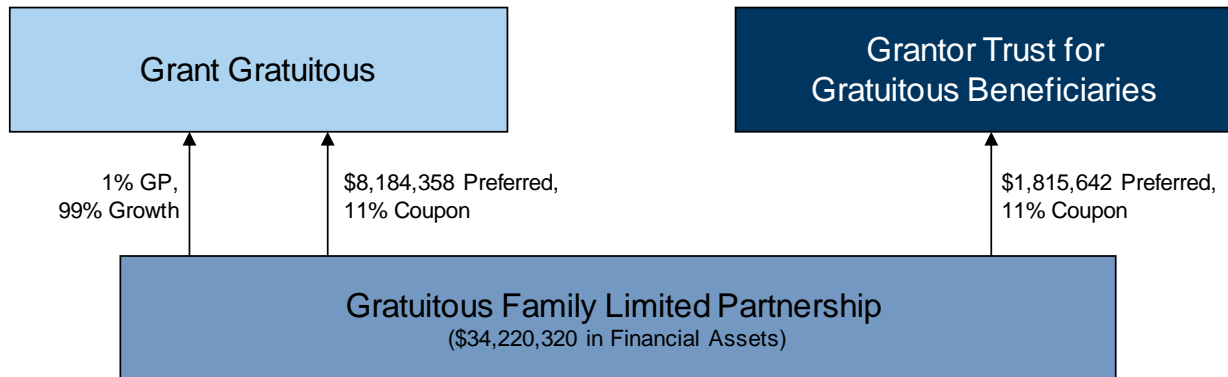 Grant Gratuitous
Grantor Trust for
Gratuitous Beneficiaries
1% GP,
99% Growth
$8,184,358 Preferred,
11% Coupon
$1,815,642 Preferred,
11% Coupon
Gratuitous Family Limited Partnership
($34,220,320 in Financial Assets)